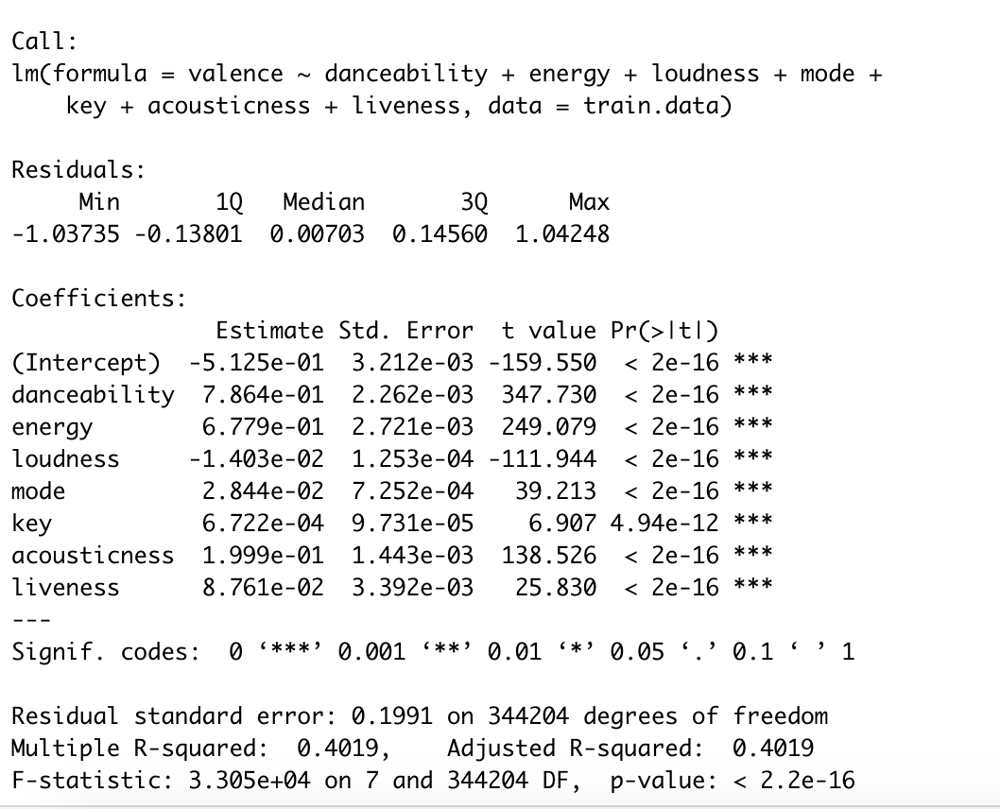 Call:
lm(formula = valence ~ danceability + energy + loudness + mode +
    key + acousticness + liveness, data = train.data)
Residuals:
     Min       1Q   Median       3Q      Max
-1.03735 -0.13801  0.00703  0.14560  1.04248
Coefficients:
               Estimate Std. Error  t value Pr(>|t|)
(Intercept)  -5.125e-01  3.212e-03 -159.550  < 2e-16 ***
danceability  7.864e-01  2.262e-03  347.730  < 2e-16 ***
energy        6.779e-01  2.721e-03  249.079  < 2e-16 ***
loudness     -1.403e-02  1.253e-04 -111.944  < 2e-16 ***
mode          2.844e-02  7.252e-04   39.213  < 2e-16 ***
key           6.722e-04  9.731e-05    6.907 4.94e-12 ***
acousticness  1.999e-01  1.443e-03  138.526  < 2e-16 ***
liveness      8.761e-02  3.392e-03   25.830  < 2e-16 ***
---
Signif. codes:  0 ‘***’ 0.001 ‘**’ 0.01 ‘*’ 0.05 ‘.’ 0.1 ‘ ’ 1
Residual standard error: 0.1991 on 344204 degrees of freedom
Multiple R-squared:  0.4019,    Adjusted R-squared:  0.4019
F-statistic: 3.305e+04 on 7 and 344204 DF,  p-value: < 2.2e-16